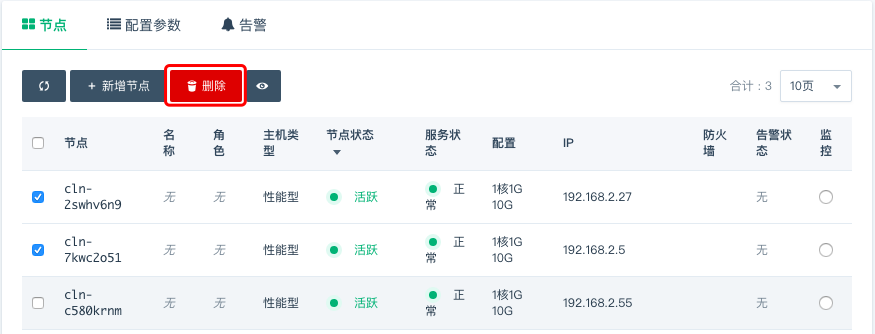 节点 配置参数 告警
+ 新增节点 删除 合计：3 10页
节点 名称 角色 主机类型 节点状态 服务状态 配置 IP 防火墙 告警状态 监控
cln-2swhv6n9 无 无 性能型 活跃 正常 1核1G 10G 192.168.2.27 无
cln-7kwc2o51 无 无 性能型 活跃 正常 1核1G 10G 192.168.2.5 无
cln-c580krnm 无 无 性能型 活跃 正常 1核1G 10G 192.168.2.55 无